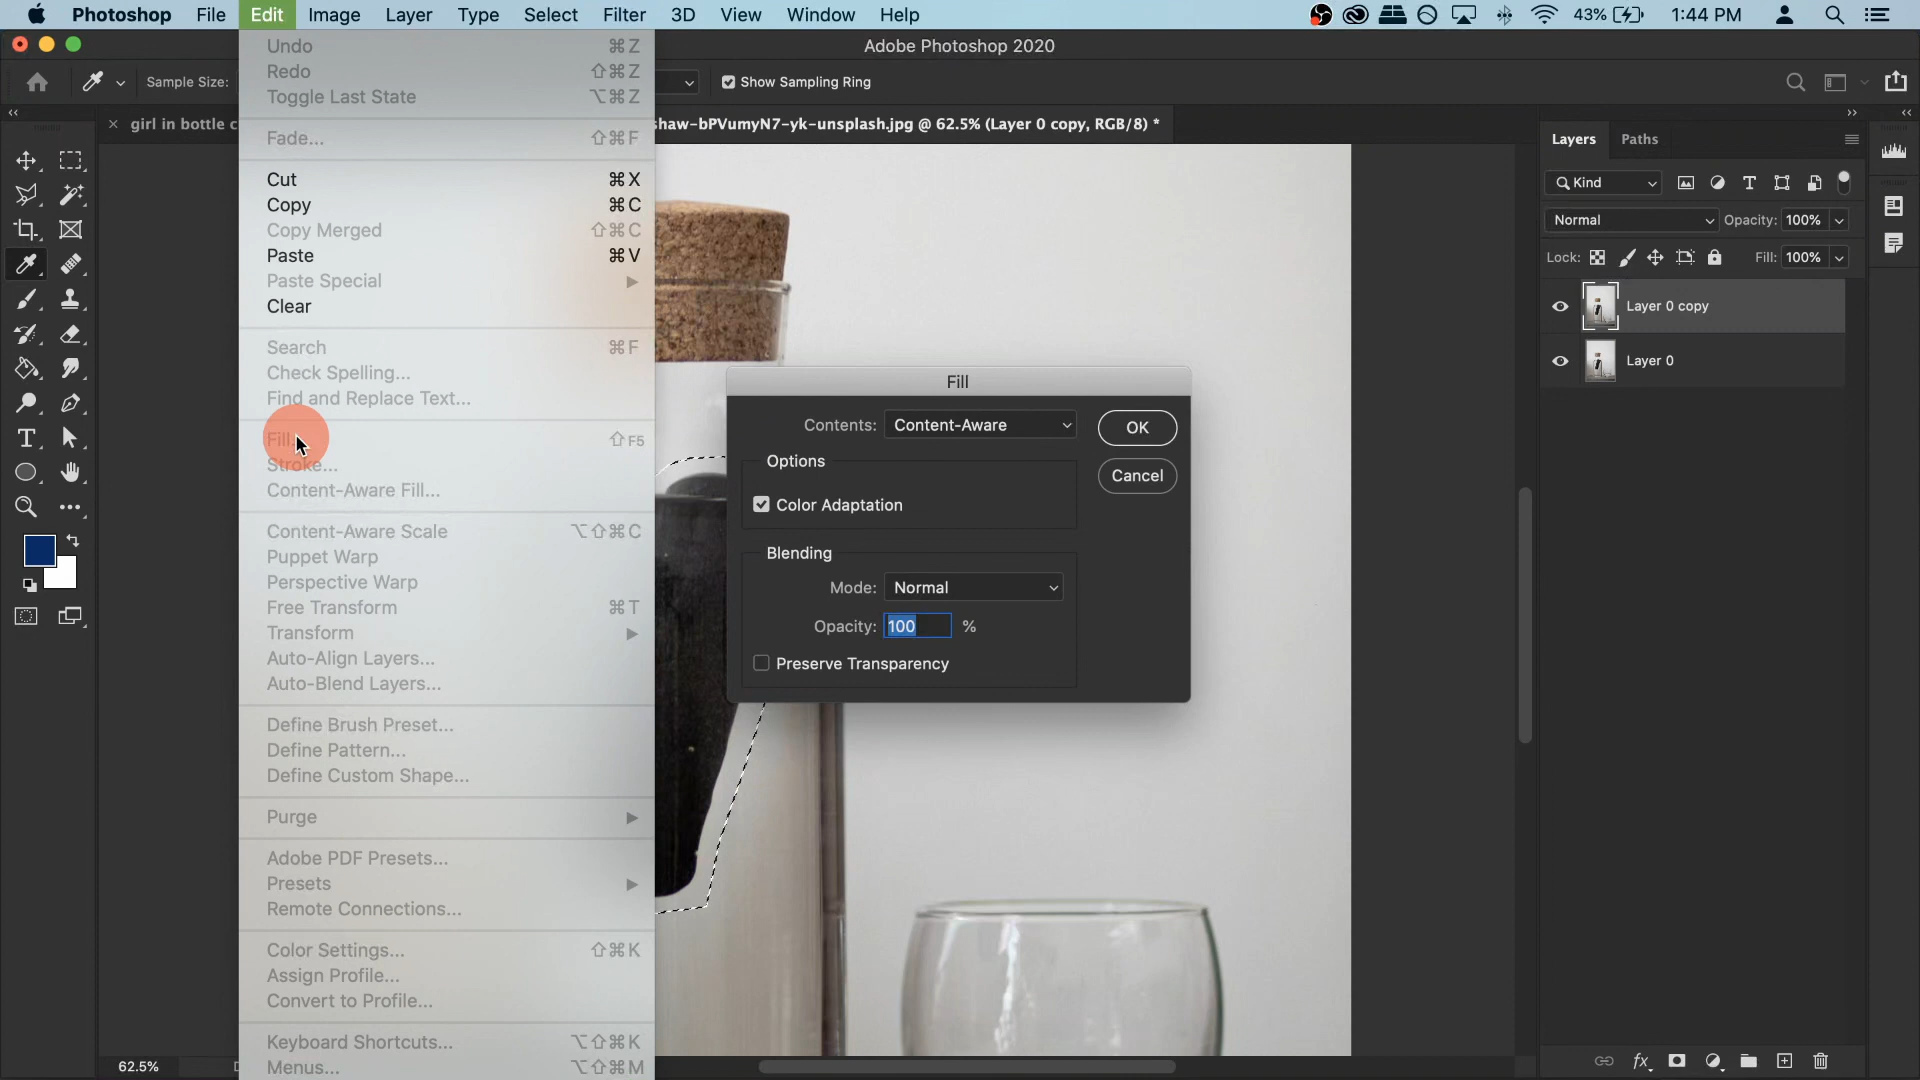 Photoshop File Edit Image Layer Type Select Filter 3D View Window Help 43% 1:44 PM
Adobe Photoshop 2020
Sample Size: Show Sampling Ring
× girl in bottle c shaw-bPVumyN7-yk-unsplash.jpg @ 62.5% (Layer 0 copy, RGB/8) *
Undo ⌘Z
Redo ⇧⌘Z
Toggle Last State ⌥⌘Z
Fade... ⇧⌘F
Cut ⌘X
Copy ⌘C
Copy Merged ⇧⌘C
Paste ⌘V
Paste Special
Clear
Search ⌘F
Check Spelling...
Find and Replace Text...
Fill... ⇧F5
Stroke...
Content-Aware Fill...
Content-Aware Scale ⌥⇧⌘C
Puppet Warp
Perspective Warp
Free Transform ⌘T
Transform
Auto-Align Layers...
Auto-Blend Layers...
Define Brush Preset...
Define Pattern...
Define Custom Shape...
Purge
Adobe PDF Presets...
Presets
Remote Connections...
Color Settings... ⇧⌘K
Assign Profile...
Convert to Profile...
Keyboard Shortcuts... ⌥⇧⌘K
Menus... ⌥⇧⌘M
Fill
Contents: Content-Aware OK
Options
Cancel
Color Adaptation
Blending
Mode: Normal
Opacity: 100 %
Preserve Transparency
Layers Paths
Kind
Normal Opacity: 100%
Lock: Fill: 100%
Layer 0 copy
Layer 0
62.5%